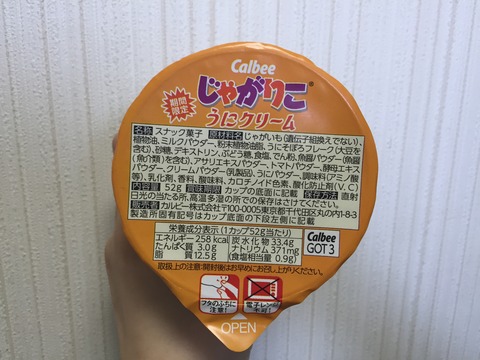 Calbee
期間
限定
じゃがりこ®
うにクリーム
名称 スナック菓子 原材料名 じゃがいも(遺伝子組換えでない)、
植物油、ミルクパウダー、粉末植物油脂、うにそぼろフレーク(小麦を
含む)、砂糖、デキストリン、ぶどう糖、食塩、でん粉、魚醤パウダー(魚醤
(魚介類)を含む)、アサリエキスパウダー、トマトパウダー、酵母エキス
パウダー、クリームパウダー(乳製品)、うにパウダー、調味料(アミノ酸
等)、乳化剤、香料、酸味料、カロチノイド色素、酸化防止剤(V.C)
内容量 52g 賞味期限 カップの底面に記載 保存方法 直射
日光の当たる所、高温多湿の所での保存はさけてください。
販売者 カルビー株式会社〒100-0005東京都千代田区丸の内1-8-3
製造所固有記号はカップ底面の下段左側に記載
栄養成分表示(1カップ52g当たり)
エネルギー 258 kcal 炭水化物 33.4g
たんぱく質 3.0g ナトリウム 371mg
脂質 12.5g (食塩相当量 0.9g)
Calbee
GOT 3
取扱上の注意:開封後はお早めにお召し上がりください。
フタのふちに
注意!
電子レンジ
不可!
OPEN